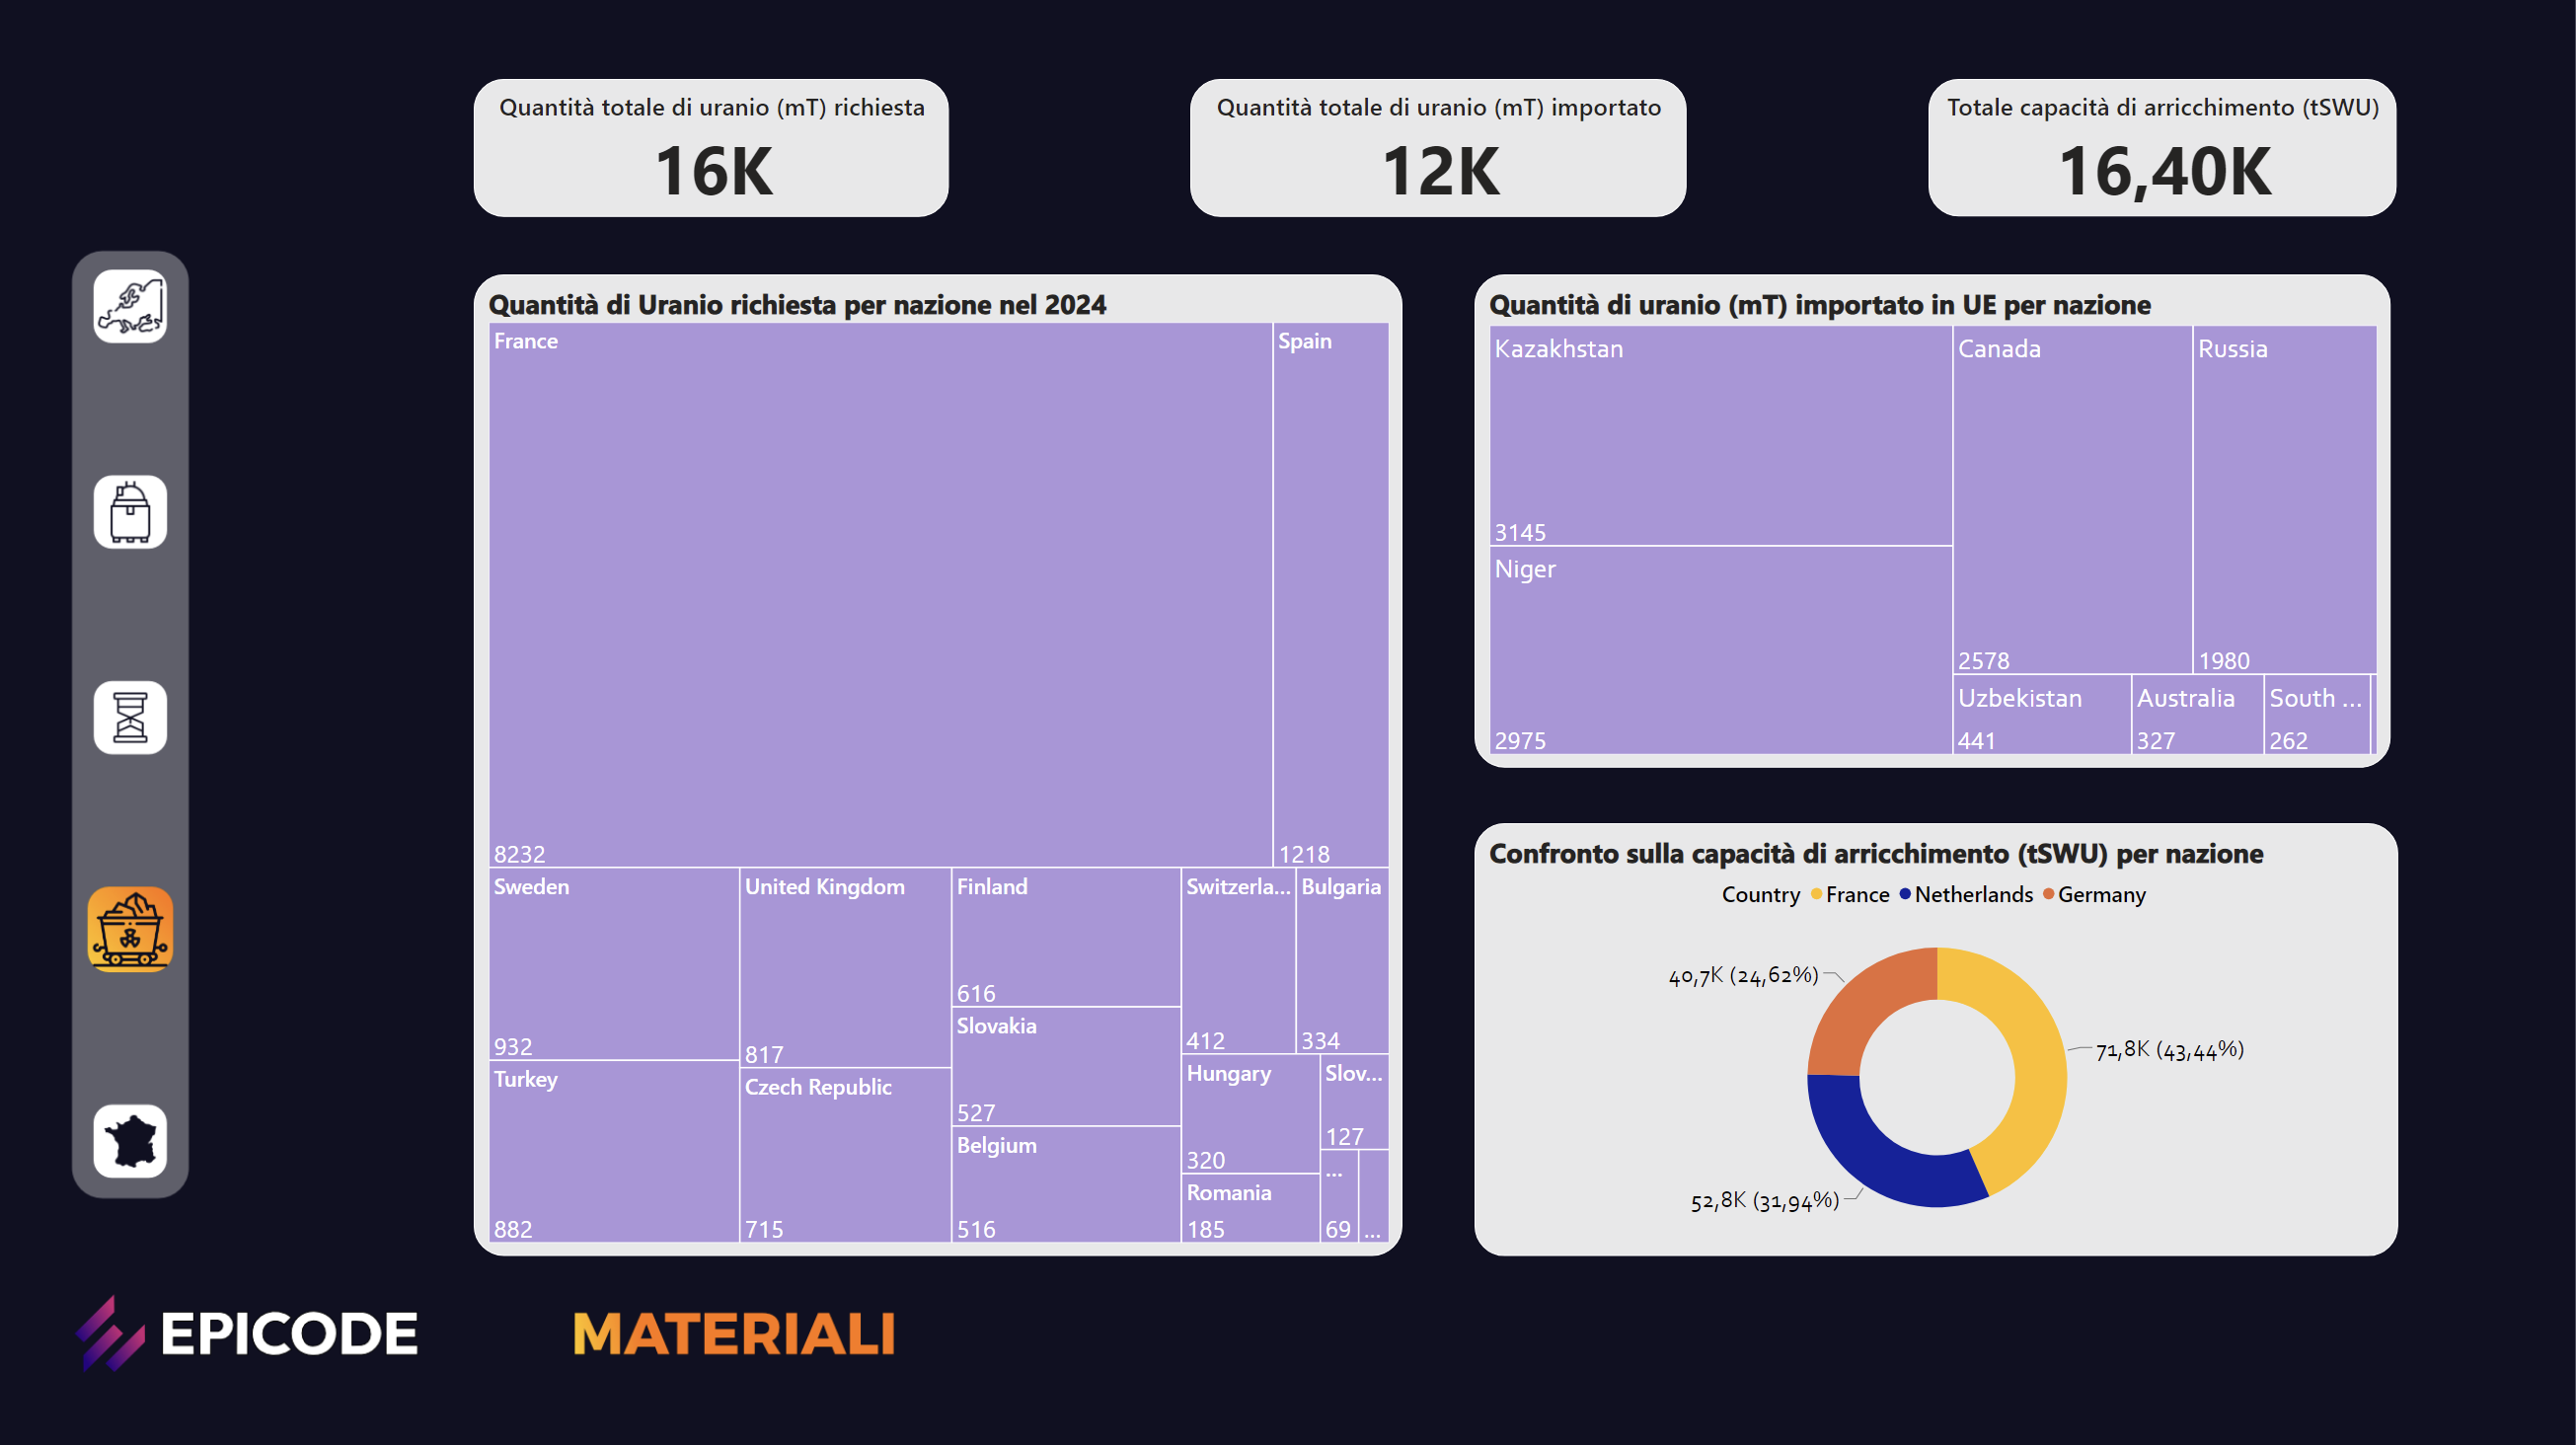 Quantità totale di uranio (mT) richiesta
16K
Quantità totale di uranio (mT) importato
12K
Totale capacità di arricchimento (tSWU)
16,40K
Quantità di Uranio richiesta per nazione nel 2024
France
8232
Spain
1218
Sweden
932
Turkey
882
United Kingdom
817
Czech Republic
715
Finland
616
Slovakia
527
Belgium
516
Switzerla...
412
Bulgaria
334
Hungary
320
Romania
185
Slov...
127
...
69
...
Quantità di uranio (mT) importato in UE per nazione
Kazakhstan
3145
Niger
2975
Canada
2578
Russia
1980
Uzbekistan
441
Australia
327
South ...
262
Confronto sulla capacità di arricchimento (tSWU) per nazione
Country France Netherlands Germany
40,7K (24,62%)
71,8K (43,44%)
52,8K (31,94%)
EPICODE
MATERIALI